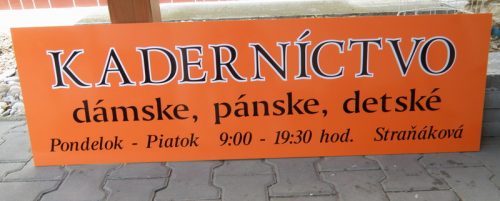 KADERNÍCTVO
dámske, pánske, detské
Pondelok - Piatok 9:00 - 19:30 hod. Straňáková